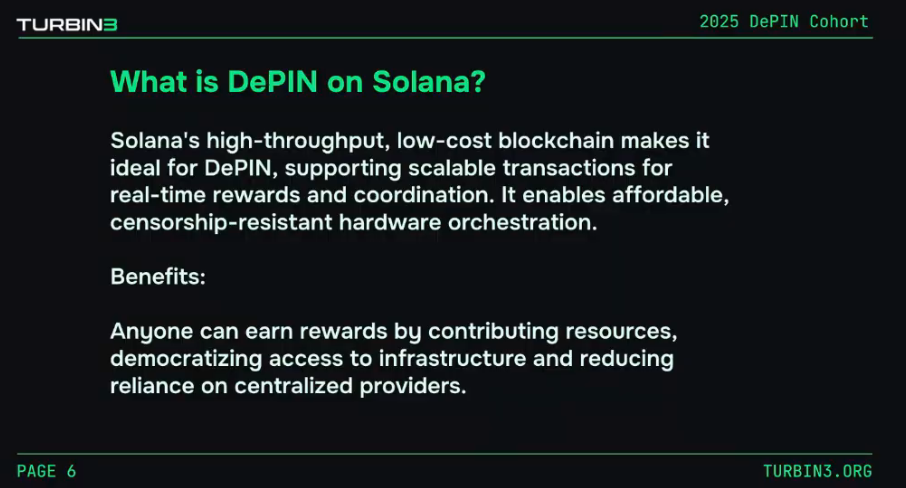 TURBIN3
2025 DePIN Cohort
What is DePIN on Solana?
Solana's high-throughput, low-cost blockchain makes it
ideal for DePIN, supporting scalable transactions for
real-time rewards and coordination. It enables affordable,
censorship-resistant hardware orchestration.
Benefits:
Anyone can earn rewards by contributing resources,
democratizing access to infrastructure and reducing
reliance on centralized providers.
PAGE 6
TURBIN3.ORG